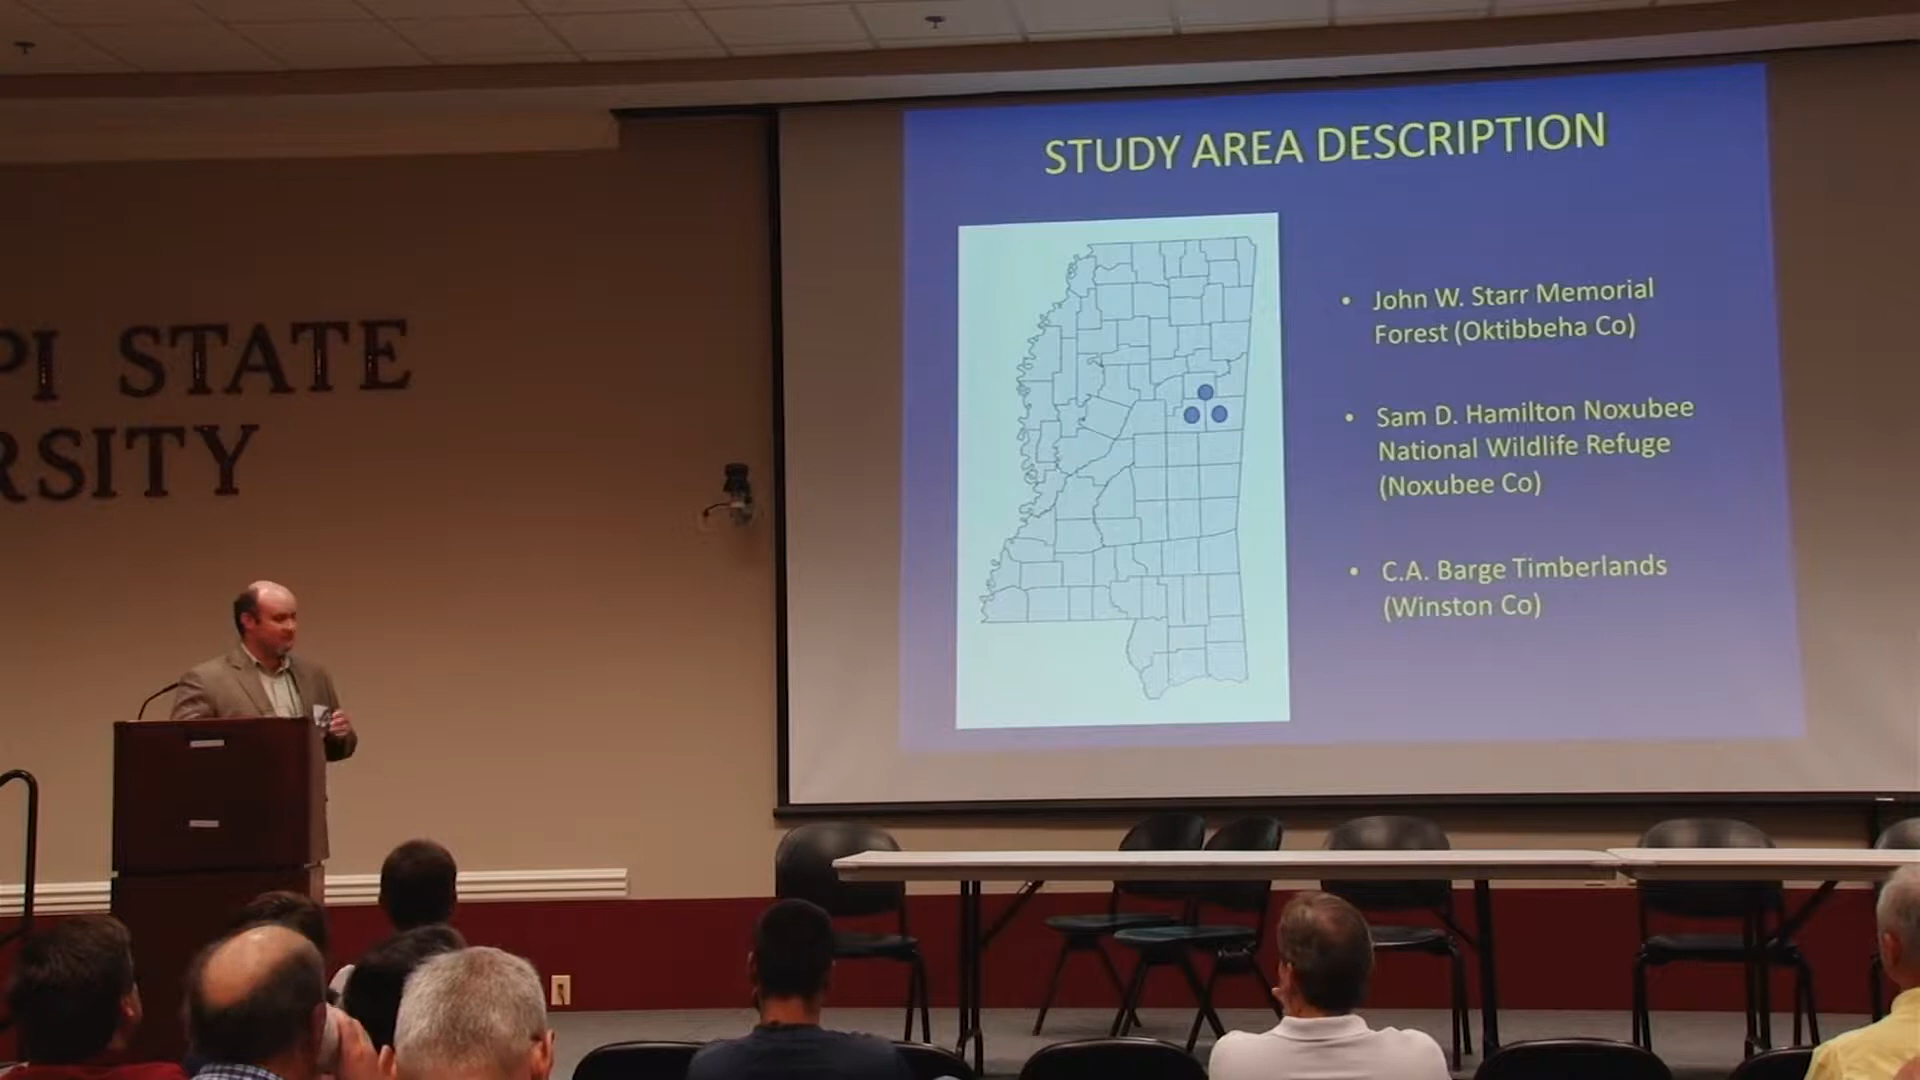 PI STATE
RSITY
STUDY AREA DESCRIPTION
• John W. Starr Memorial
Forest (Oktibbeha Co)
• Sam D. Hamilton Noxubee
National Wildlife Refuge
(Noxubee Co)
• C.A. Barge Timberlands
(Winston Co)